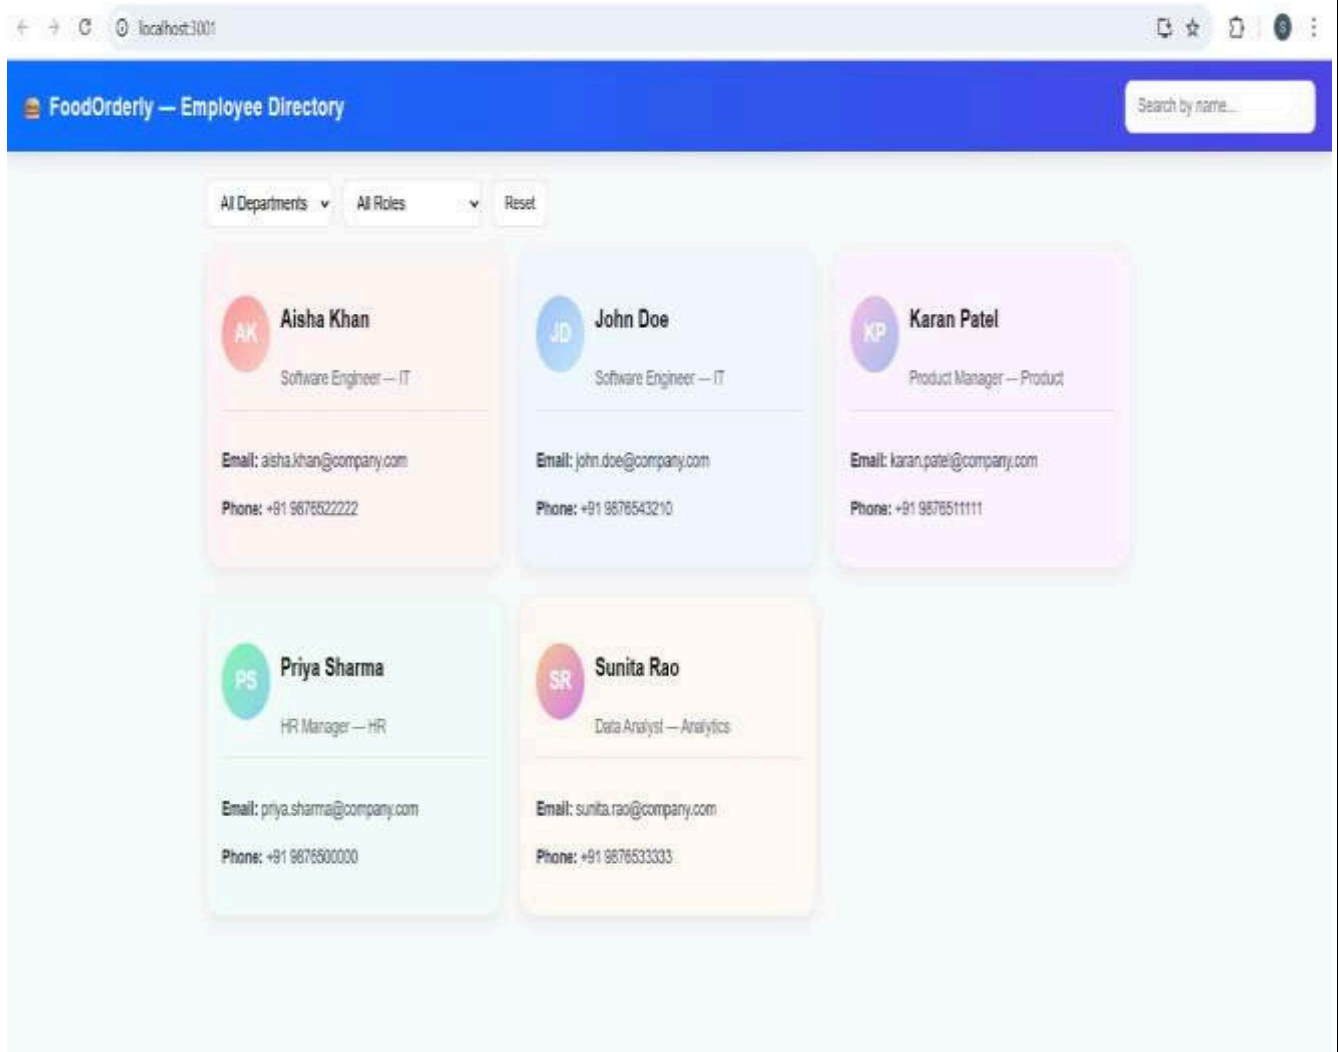 localhost:3001
S
FoodOrderly — Employee Directory
Search by name...
All Departments
All Roles
Reset
AK
Aisha Khan
Software Engineer — IT
Email: aisha.khan@company.com
Phone: +91 9876522222
JD
John Doe
Software Engineer — IT
Email: john.doe@company.com
Phone: +91 9876543210
KP
Karan Patel
Product Manager — Product
Email: karan.patel@company.com
Phone: +91 9876511111
PS
Priya Sharma
HR Manager — HR
Email: priya.sharma@company.com
Phone: +91 9876500000
SR
Sunita Rao
Data Analyst — Analytics
Email: sunita.rao@company.com
Phone: +91 9876533333